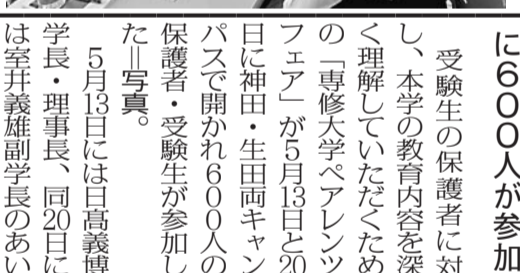 に600人が参加
受験生の保護者に対
し、本学の教育内容を深
く理解していただくため
の「専修大学ペアレンツ
フェア」が5月13日と20
日に神田・生田両キャン
パスで開かれ600人の
保護者・受験生が参加し
た＝写真。
5月13日には日髙義博
学長・理事長、同20日に
は室井義雄副学長のあい